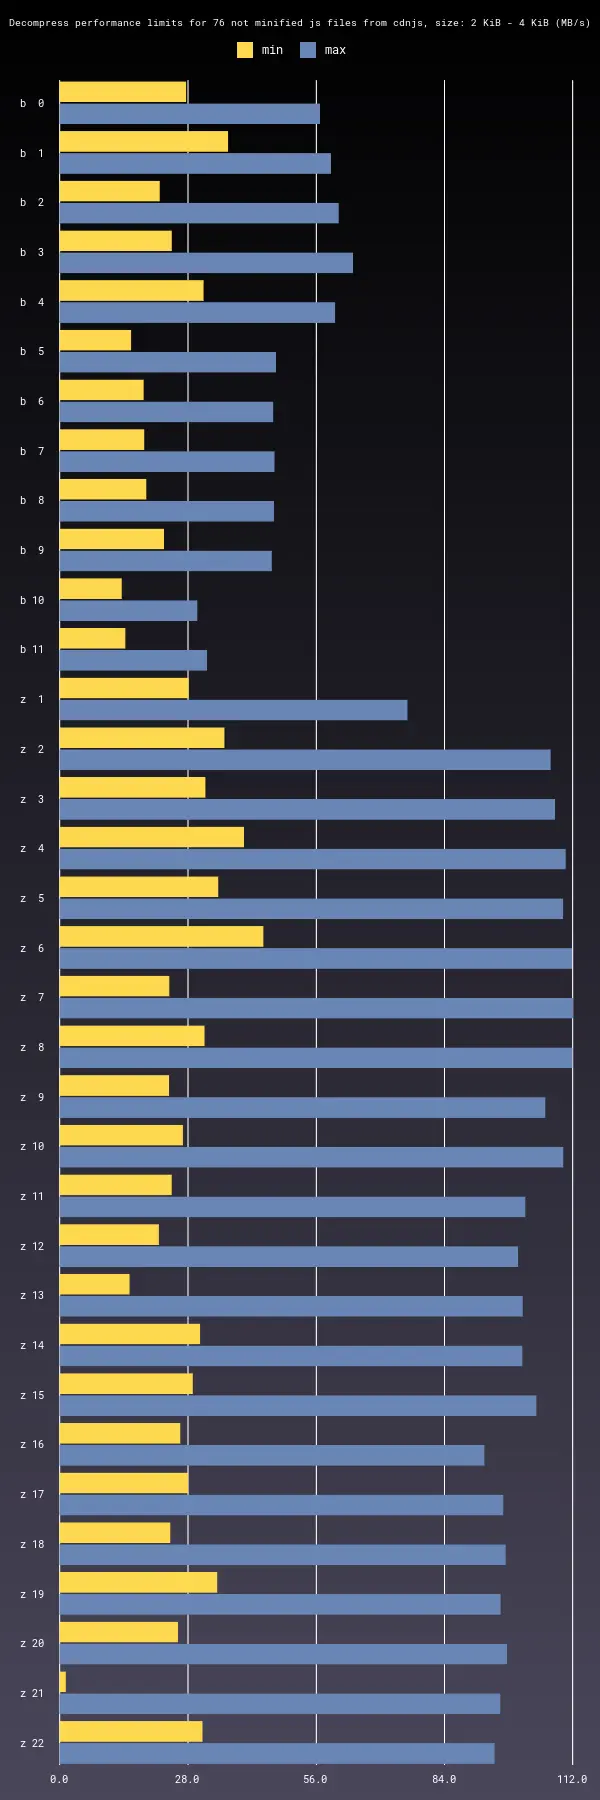 Decompress performance limits for 76 not minified js files from cdnjs, size: 2 KiB - 4 KiB (MB/s)
min max
b 0
b 1
b 2
b 3
b 4
b 5
b 6
b 7
b 8
b 9
b 10
b 11
z 1
z 2
z 3
z 4
z 5
z 6
z 7
z 8
z 9
z 10
z 11
z 12
z 13
z 14
z 15
z 16
z 17
z 18
z 19
z 20
z 21
z 22
0.0 28.0 56.0 84.0 112.0